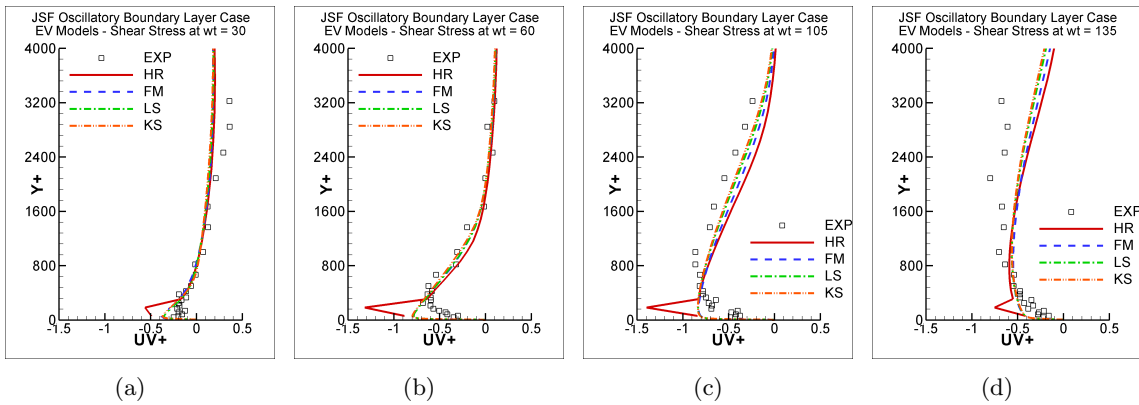 JSF Oscillatory Boundary Layer Case
EV Models - Shear Stress at wt = 30
4000
3200
2400
1600
800
0
Y+
EXP
HR
FM
LS
KS
-1.5
-1
-0.5
0
0.5
UV+
(a)
JSF Oscillatory Boundary Layer Case
EV Models - Shear Stress at wt = 60
4000
3200
2400
1600
800
0
Y+
EXP
HR
FM
LS
KS
-1.5
-1
-0.5
0
0.5
UV+
(b)
JSF Oscillatory Boundary Layer Case
EV Models - Shear Stress at wt = 105
4000
3200
2400
1600
800
0
Y+
EXP
HR
FM
LS
KS
-1.5
-1
-0.5
0
0.5
UV+
(c)
JSF Oscillatory Boundary Layer Case
EV Models - Shear Stress at wt = 135
4000
3200
2400
1600
800
0
Y+
EXP
HR
FM
LS
KS
-1.5
-1
-0.5
0
0.5
UV+
(d)